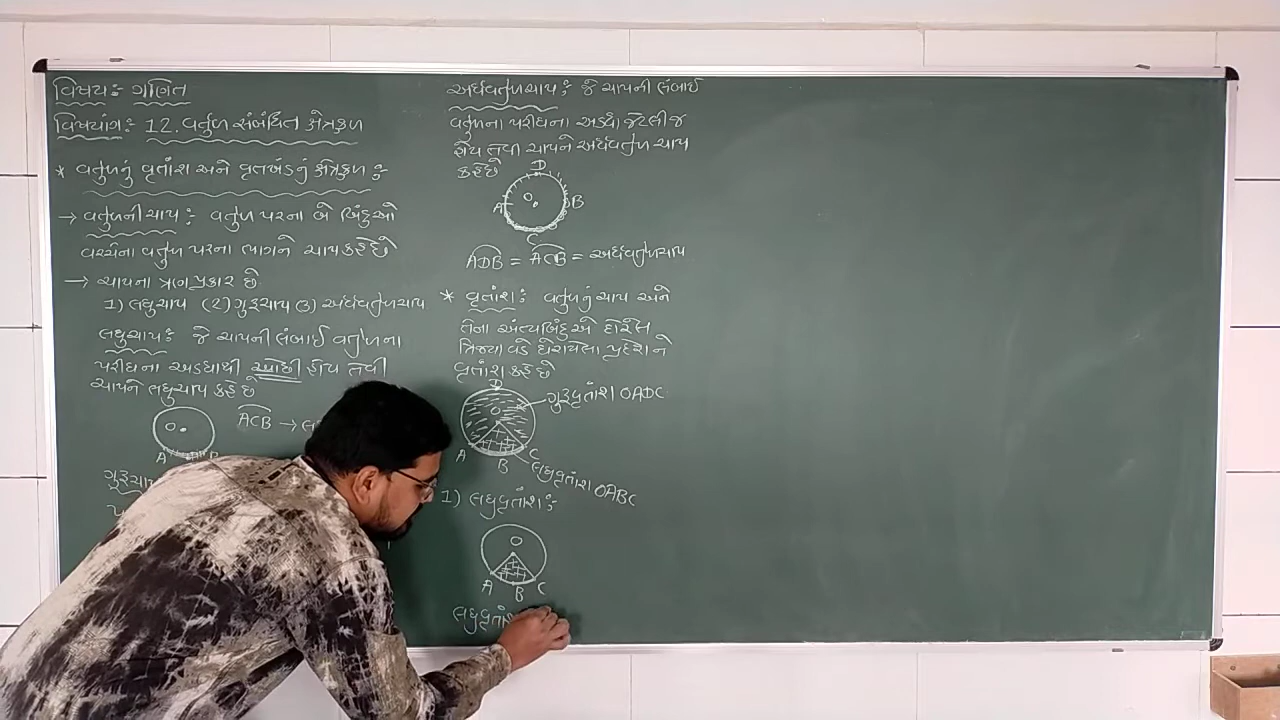 વિષય:- ગણિત
વિષયાંગ:- 12. વર્તુળ સંબંધિત ક્ષેત્રફળ
* વર્તુળનું વૃતાંશ અને વૃતખંડનું ક્ષેત્રફળ :-
→ વર્તુળની ચાપ :- વર્તુળ પરના બે બિંદુઓ
વચ્ચેના વર્તુળ પરના ભાગને ચાપ કહે છે
→ ચાપના ત્રણ પ્રકાર છે.
1) લઘુચાપ (2) ગુરૂચાપ (3) અર્ધવર્તુળચાપ
લઘુચાપ :- જે ચાપની લંબાઈ વર્તુળના
પરીઘના અડધાથી ઓછી હોય તેવી
ચાપને લઘુચાપ કહે છે
O
A B
ACB →
ગુરૂચાપ
અર્ધવર્તુળચાપ :- જે ચાપની લંબાઈ
વર્તુળના પરીઘના અડધા જેટલી જ
હોય તેવી ચાપને અર્ધવર્તુળ ચાપ
કહે છે
D
O
A B
C
ADB = ACB = અર્ધવર્તુળચાપ
* વૃતાંશ :- વર્તુળનું ચાપ અને
તેના અંત્યબિંદુએ દોરેલ
ત્રિજ્યા વડે ઘેરાયેલા પ્રદેશને
વૃતાંશ કહે છે
D
ગુરૂવૃતાંશ OADC
O
A B C
લઘુવૃતાંશ OABC
1) લઘુવૃતાંશ :-
O
A B C
લઘુવૃતાંશ